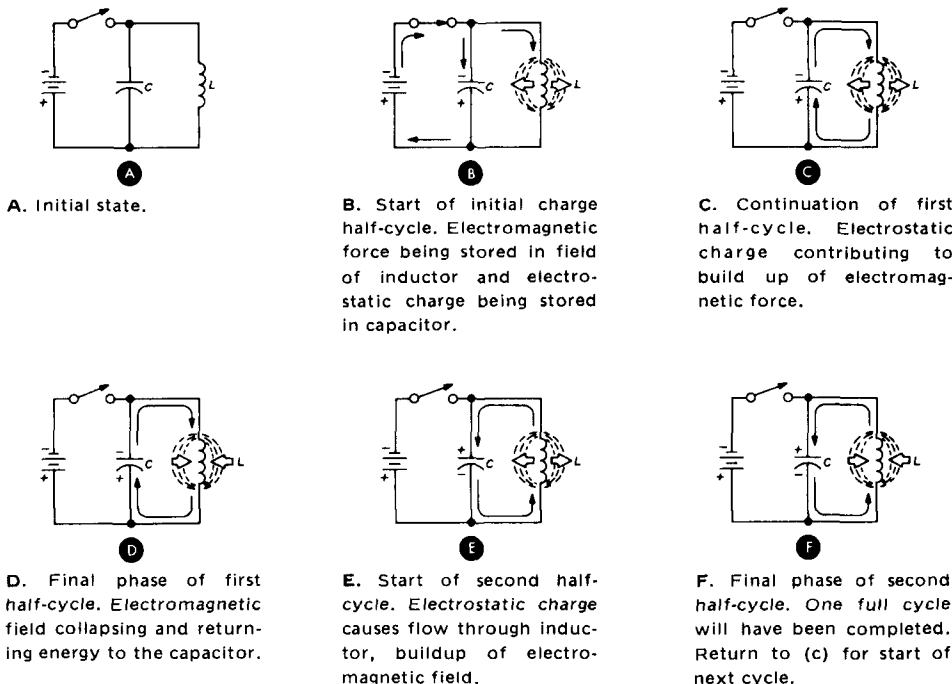 - + C L
A
A. Initial state.
- + - + C L
B
B. Start of initial charge
half-cycle. Electromagnetic
force being stored in field
of inductor and electro-
static charge being stored
in capacitor.
- + - + C L
C
C. Continuation of first
half-cycle. Electrostatic
charge contributing to
build up of electromag-
netic force.
- + - + C L
D
D. Final phase of first
half-cycle. Electromagnetic
field collapsing and return-
ing energy to the capacitor.
- + + - C L
E
E. Start of second half-
cycle. Electrostatic charge
causes flow through induc-
tor, buildup of electro-
magnetic field.
- + + - C L
F
F. Final phase of second
half-cycle. One full cycle
will have been completed.
Return to (c) for start of
next cycle.